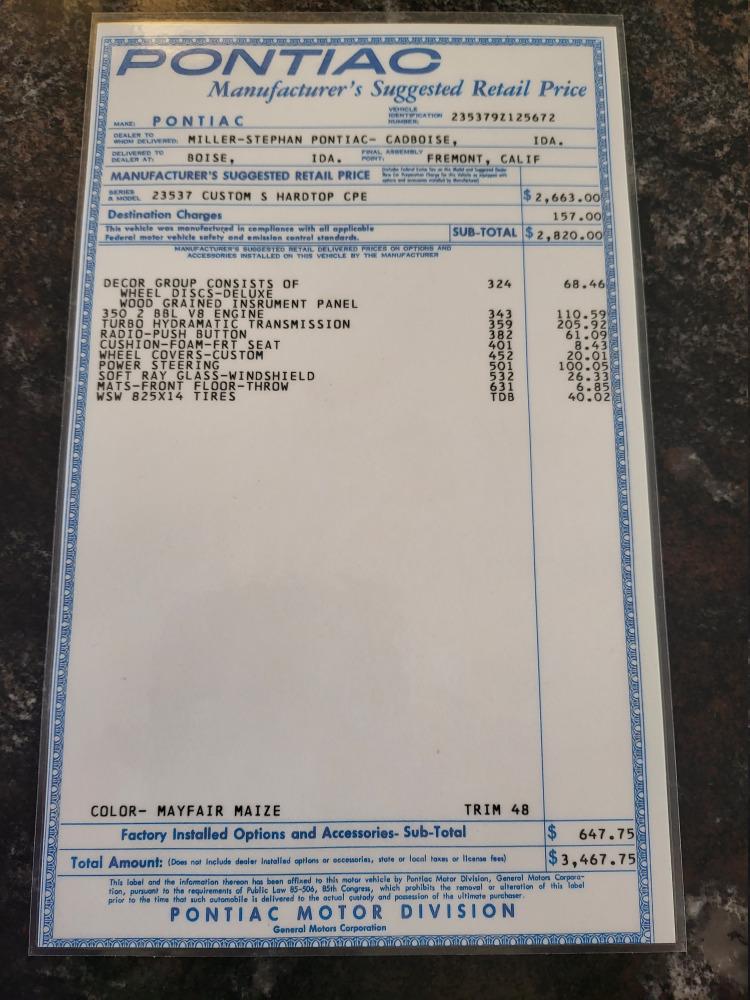 PONTIAC
Manufacturer's Suggested Retail Price
MAKE: PONTIAC VEHICLE IDENTIFICATION NUMBER: 235379Z125672
DEALER TO WHOM DELIVERED: MILLER-STEPHAN PONTIAC- CADBOISE, IDA.
DELIVERED TO DEALER AT: BOISE, IDA. FINAL ASSEMBLY POINT: FREMONT, CALIF
MANUFACTURER'S SUGGESTED RETAIL PRICE
SERIES & MODEL 23537 CUSTOM S HARDTOP CPE $ 2,663.00
Destination Charges 157.00
This vehicle was manufactured in compliance with all applicable
Federal motor vehicle safety and emission control standards. SUB-TOTAL $ 2,820.00
MANUFACTURER'S SUGGESTED RETAIL DELIVERED PRICES ON OPTIONS AND
ACCESSORIES INSTALLED ON THIS VEHICLE BY THE MANUFACTURER
DECOR GROUP CONSISTS OF 324 68.46
WHEEL DISCS-DELUXE
WOOD GRAINED INSRUMENT PANEL
350 2 BBL V8 ENGINE 343 110.59
TURBO HYDRAMATIC TRANSMISSION 359 205.92
RADIO-PUSH BUTTON 382 61.09
CUSHION-FOAM-FRT SEAT 401 8.43
WHEEL COVERS-CUSTOM 452 20.01
POWER STEERING 501 100.05
SOFT RAY GLASS-WINDSHIELD 532 26.33
MATS-FRONT FLOOR-THROW 631 6.85
WSW 825X14 TIRES TDB 40.02
COLOR- MAYFAIR MAIZE TRIM 48
Factory Installed Options and Accessories- Sub-Total $ 647.75
Total Amount: (Does not include dealer installed options or accessories, state or local taxes or license fees) $3,467.75
This label and the information thereon has been affixed to this motor vehicle by Pontiac Motor Division, General Motors Corpora-
tion, pursuant to the requirements of Public Law 85-506, 85th Congress, which prohibits the removal or alteration of this label
prior to the time that such automobile is delivered to the actual custody and possession of the ultimate purchaser.
PONTIAC MOTOR DIVISION
General Motors Corporation